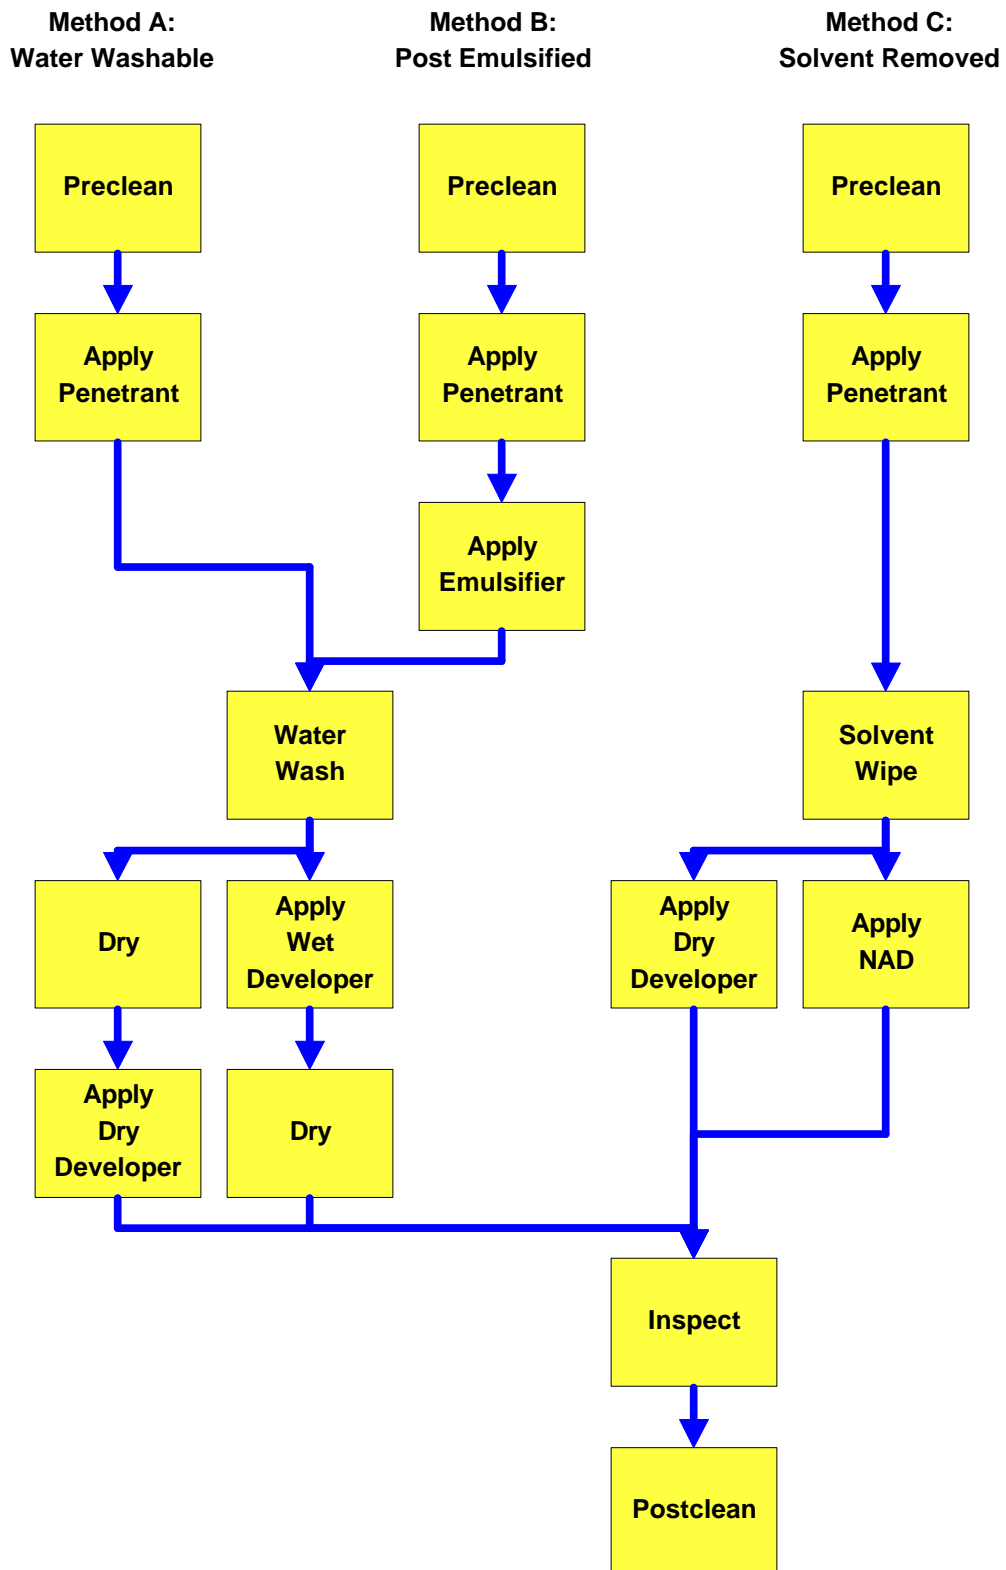 Method A:
Water Washable
Method B:
Post Emulsified
Method C:
Solvent Removed
Preclean
Preclean
Preclean
Apply
Penetrant
Apply
Penetrant
Apply
Penetrant
Apply
Emulsifier
Water
Wash
Solvent
Wipe
Dry
Apply
Wet
Developer
Apply
Dry
Developer
Apply
NAD
Apply
Dry
Developer
Dry
Inspect
Postclean